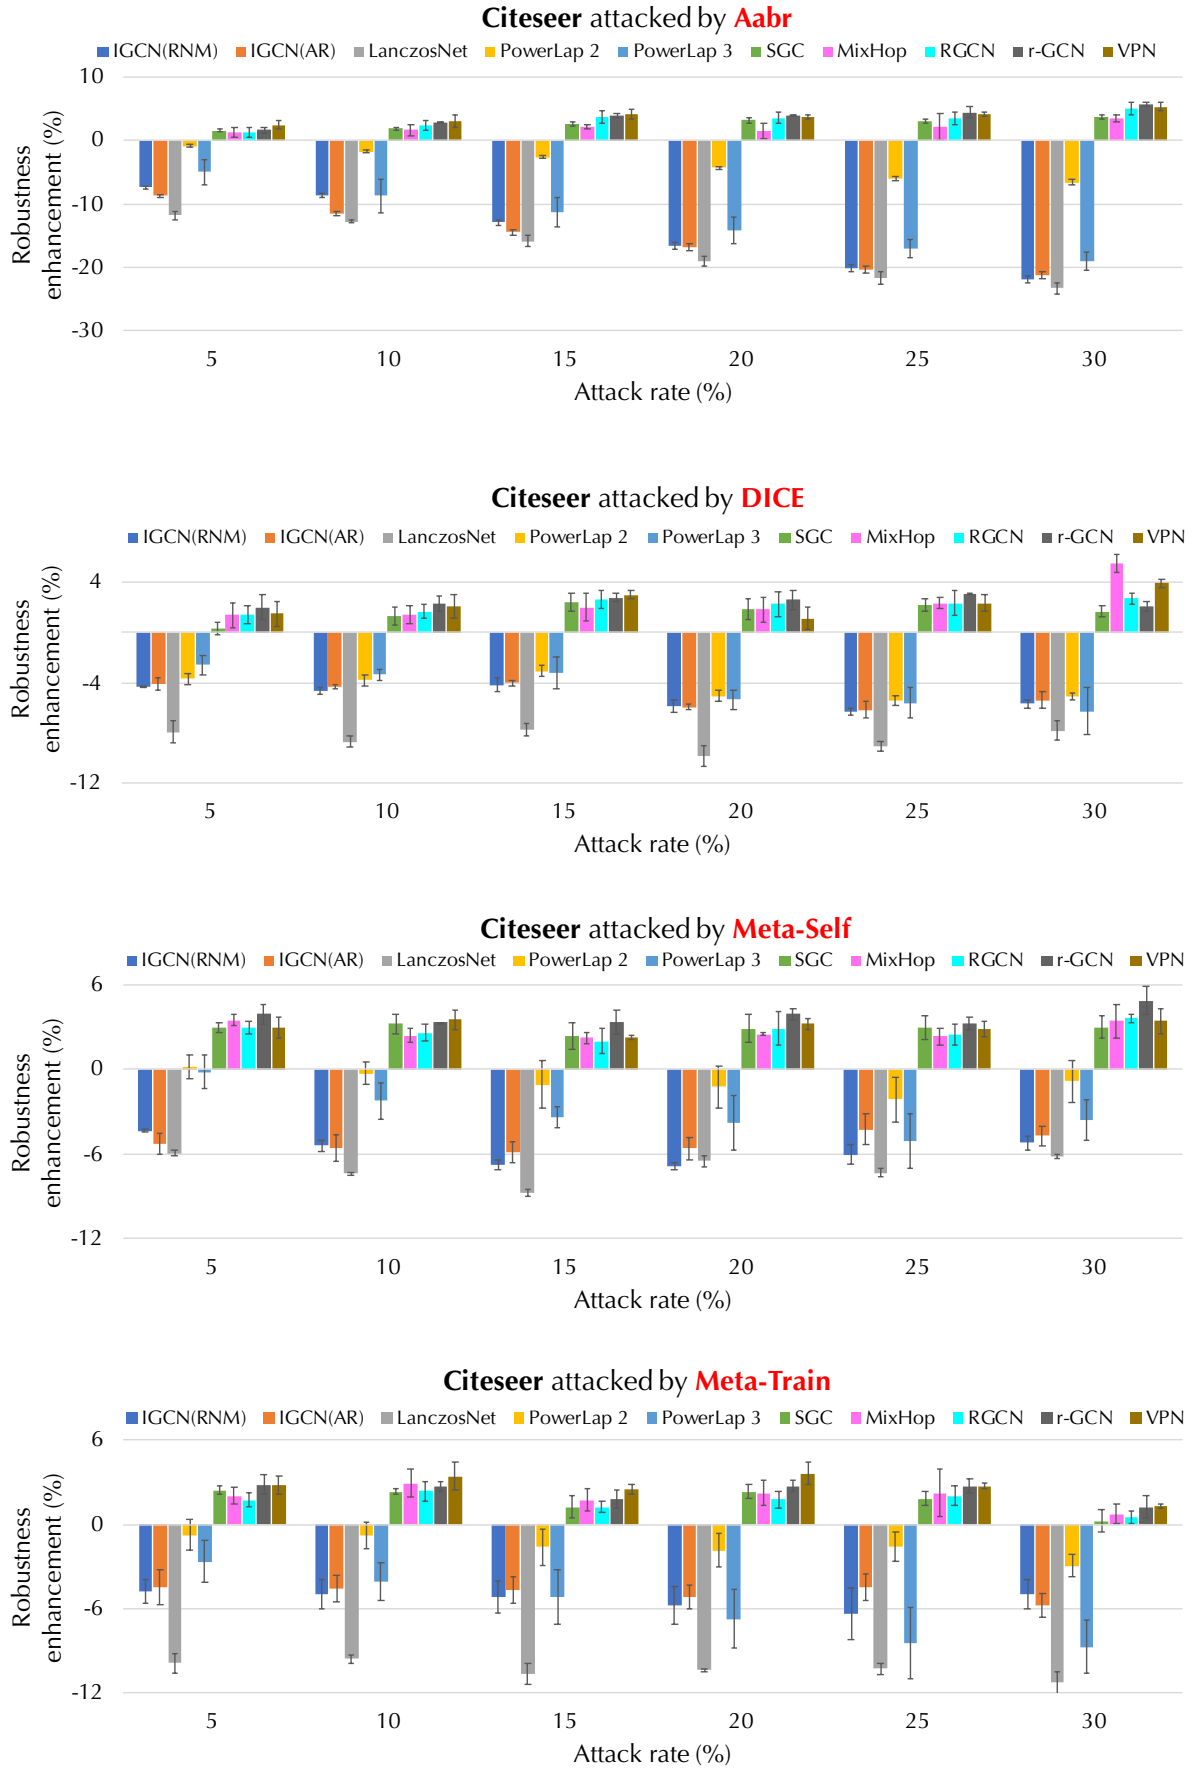 Citeseer attacked by Aabr
IGCN(RNM) IGCN(AR) LanczosNet PowerLap 2 PowerLap 3 SGC MixHop RGCN r-GCN VPN
Robustness
enhancement (%)
10
0
-10
-20
-30
5 10 15 20 25 30
Attack rate (%)
Citeseer attacked by DICE
IGCN(RNM) IGCN(AR) LanczosNet PowerLap 2 PowerLap 3 SGC MixHop RGCN r-GCN VPN
Robustness
enhancement (%)
4
-4
-12
5 10 15 20 25 30
Attack rate (%)
Citeseer attacked by Meta-Self
IGCN(RNM) IGCN(AR) LanczosNet PowerLap 2 PowerLap 3 SGC MixHop RGCN r-GCN VPN
Robustness
enhancement (%)
6
0
-6
-12
5 10 15 20 25 30
Attack rate (%)
Citeseer attacked by Meta-Train
IGCN(RNM) IGCN(AR) LanczosNet PowerLap 2 PowerLap 3 SGC MixHop RGCN r-GCN VPN
Robustness
enhancement (%)
6
0
-6
-12
5 10 15 20 25 30
Attack rate (%)